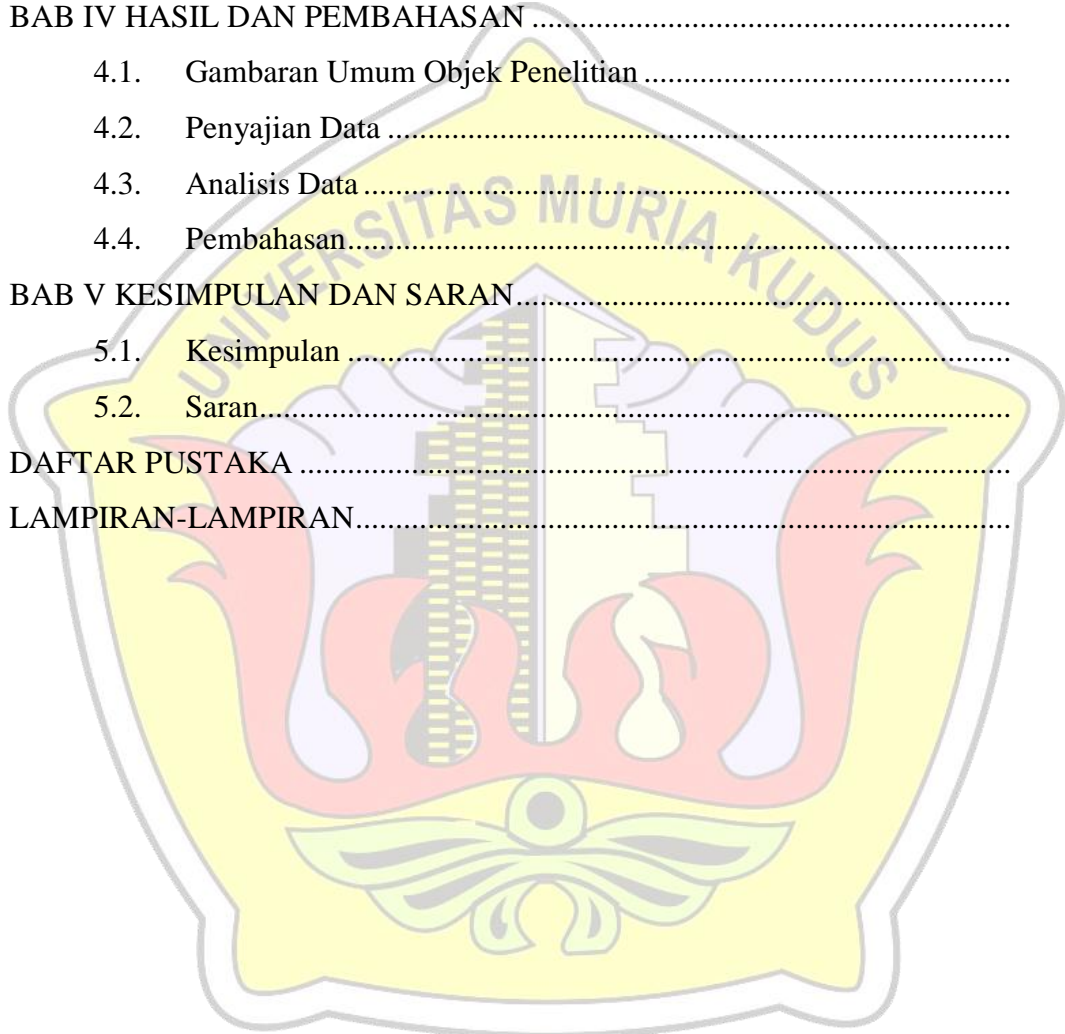 BAB IV HASIL DAN PEMBAHASAN ............................................................
4.1. Gambaran Umum Objek Penelitian ..............................................
4.2. Penyajian Data ..............................................................................
4.3. Analisis Data .................................................................................
4.4. Pembahasan...................................................................................
BAB V KESIMPULAN DAN SARAN..............................................................
5.1. Kesimpulan ...................................................................................
5.2. Saran..............................................................................................
DAFTAR PUSTAKA .........................................................................................
LAMPIRAN-LAMPIRAN..................................................................................
UNIVERSITAS MURIA KUDUS